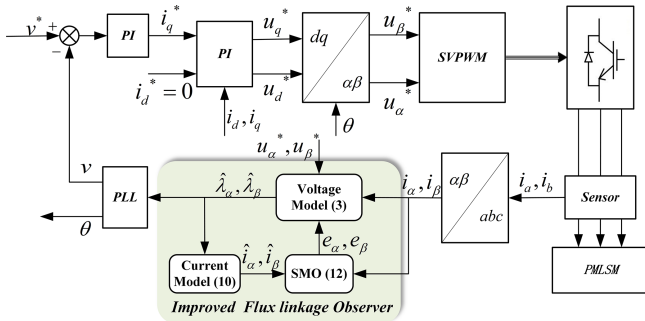 v* + −
PI
i_q*
i_d* = 0
PI
i_d, i_q
u_q*
u_d*
dq
αβ
θ
u_β*
u_α*
SVPWM
u_α*, u_β*
v
θ
PLL
λ̂_α, λ̂_β
Voltage
Model (3)
i_α, i_β
αβ
abc
i_a, i_b
Sensor
PMLSM
e_α, e_β
Current
Model (10)
î_α, î_β
SMO (12)
Improved Flux linkage Observer